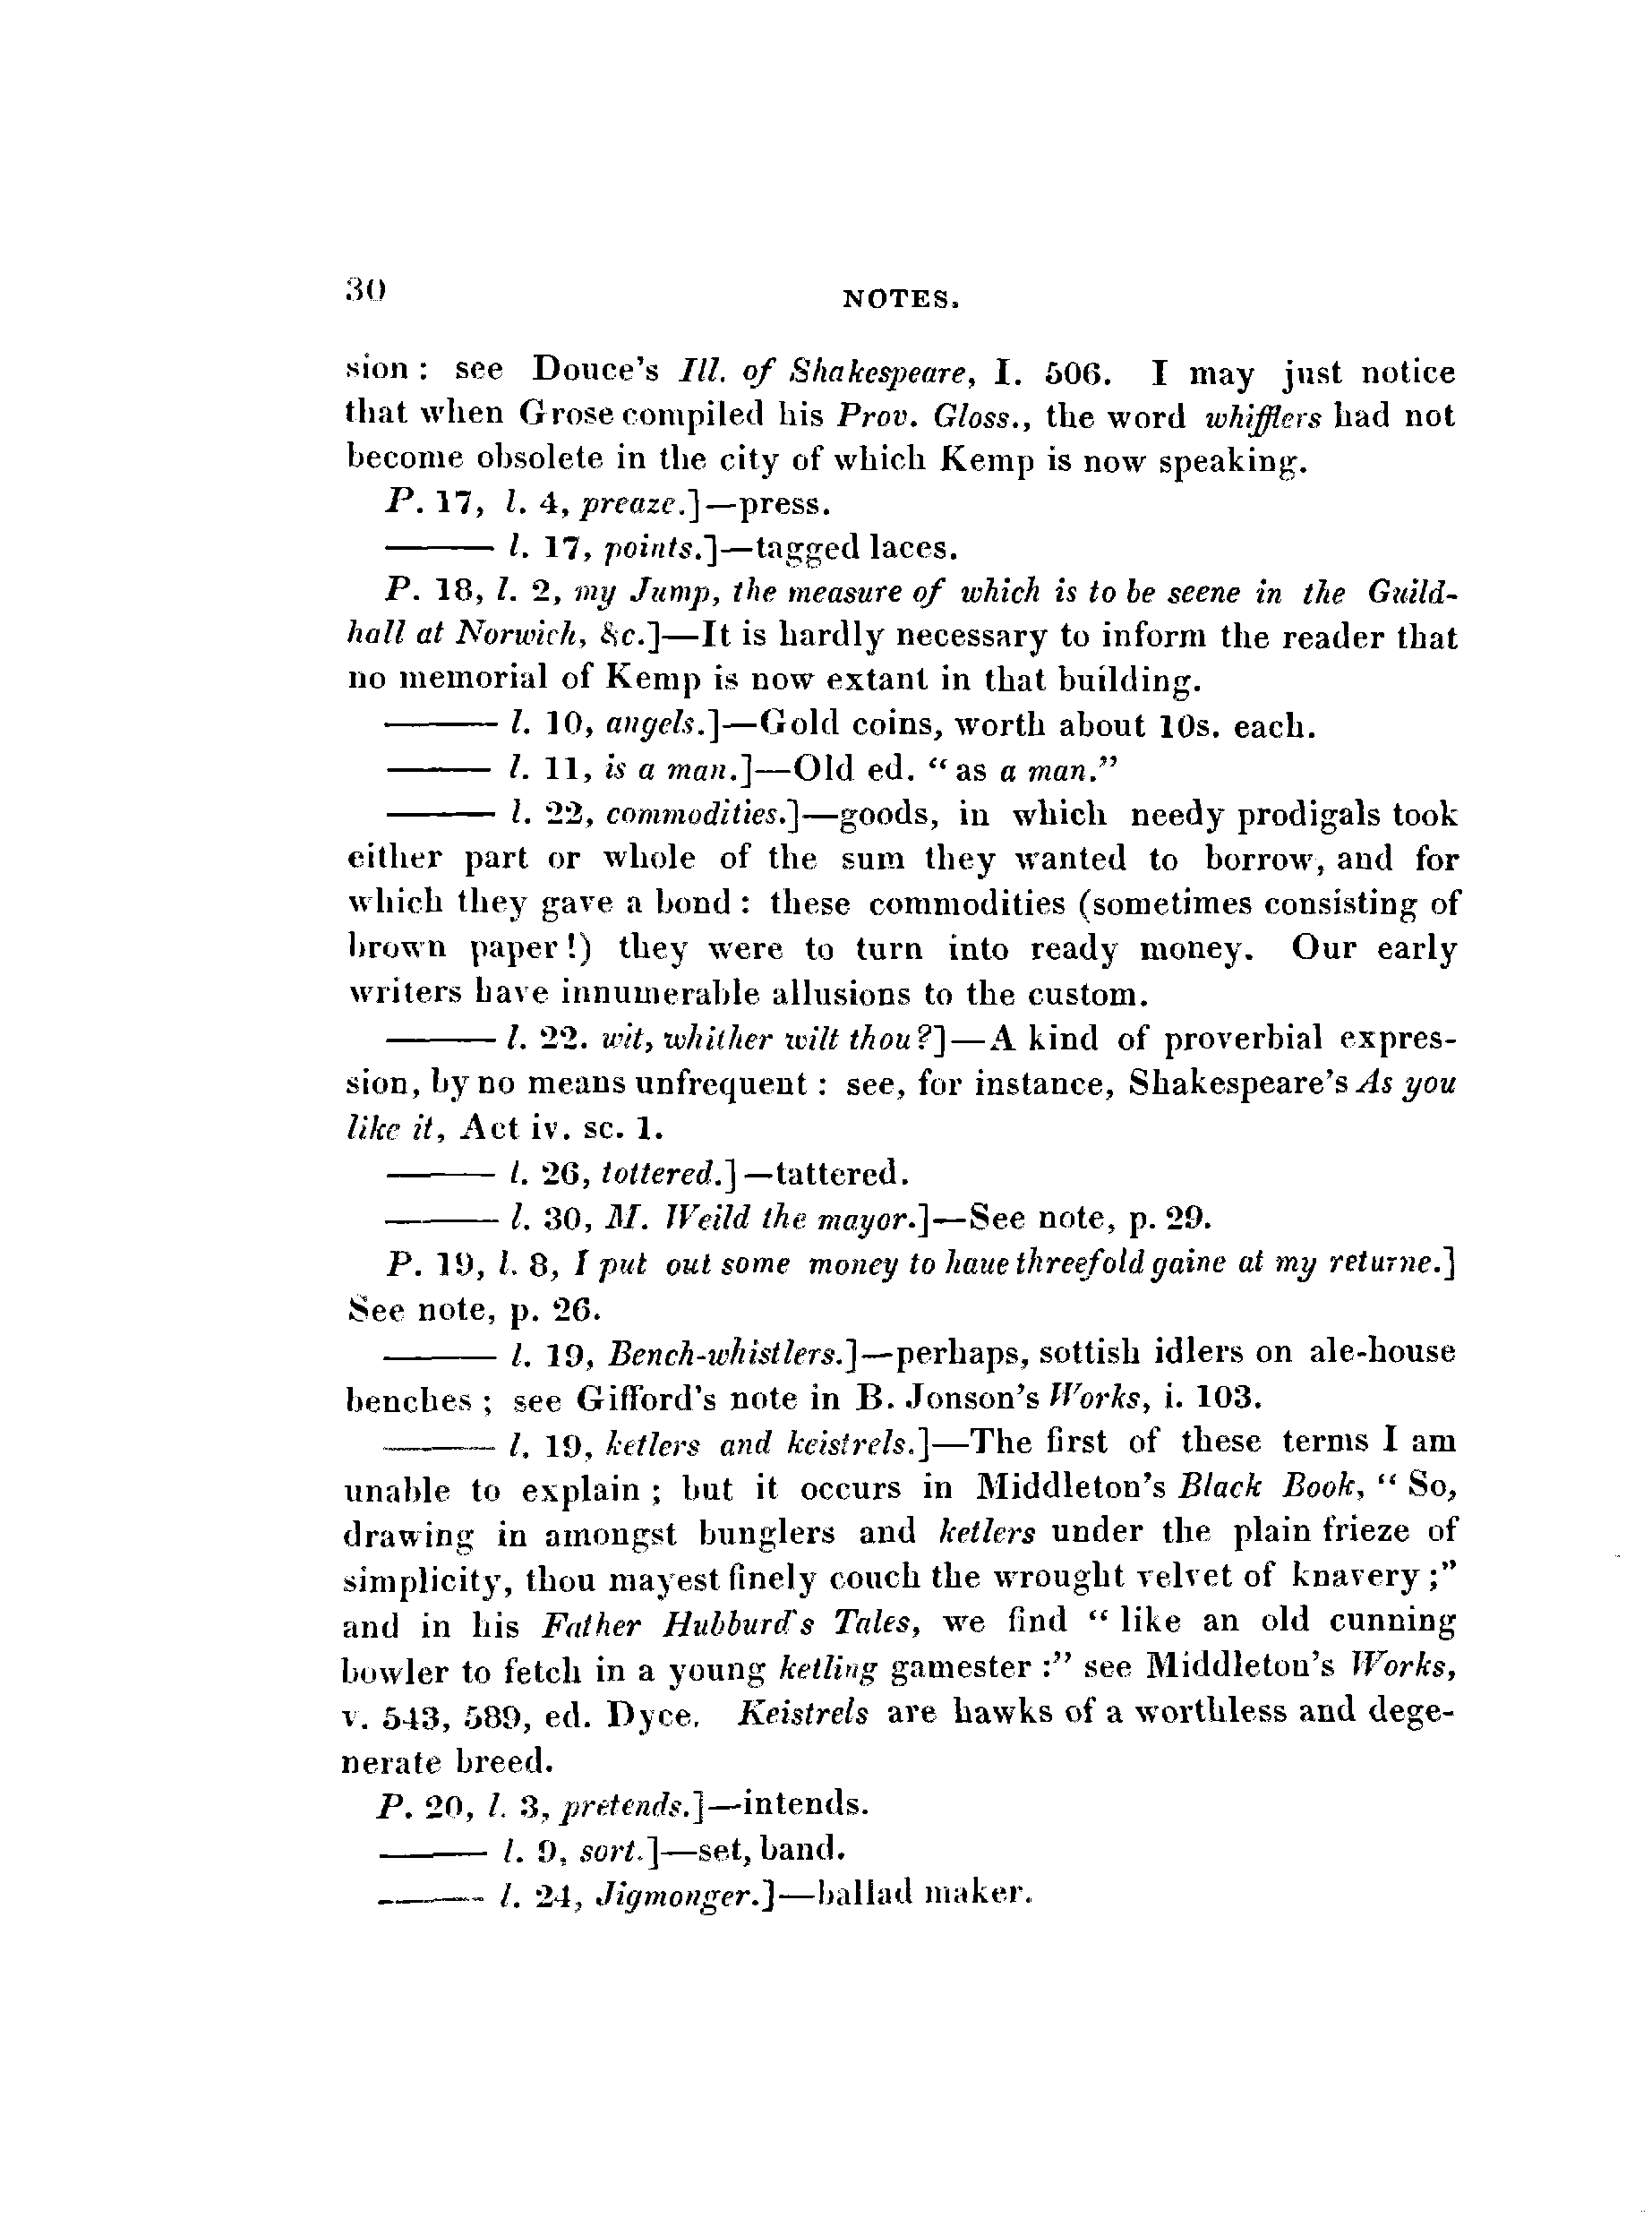 30
NOTES.
sion : see Douce's Ill. of Shakespeare, I. 506. I may just notice
that when Grose compiled his Prov. Gloss., the word whifflers had not
become obsolete in the city of which Kemp is now speaking.
P. 17, l. 4, preaze.]—press.
——— l. 17, points.]—tagged laces.
P. 18, l. 2, my Jump, the measure of which is to be seene in the Guild-
hall at Norwich, &c.]—It is hardly necessary to inform the reader that
no memorial of Kemp is now extant in that building.
——— l. 10, angels.]—Gold coins, worth about 10s. each.
——— l. 11, is a man.]—Old ed. “ as a man.”
——— l. 22, commodities.]—goods, in which needy prodigals took
either part or whole of the sum they wanted to borrow, and for
which they gave a bond : these commodities (sometimes consisting of
brown paper !) they were to turn into ready money. Our early
writers have innumerable allusions to the custom.
——— l. 22. wit, whither wilt thou ?]—A kind of proverbial expres-
sion, by no means unfrequent : see, for instance, Shakespeare's As you
like it, Act iv. sc. 1.
——— l. 26, tottered.]—tattered.
——— l. 30, M. Weild the mayor.]—See note, p. 29.
P. 19, l. 8, I put out some money to haue threefold gaine at my returne.]
See note, p. 26.
——— l. 19, Bench-whistlers.]—perhaps, sottish idlers on ale-house
benches ; see Gifford's note in B. Jonson's Works, i. 103.
——— l. 19, ketlers and keistrels.]—The first of these terms I am
unable to explain ; but it occurs in Middleton's Black Book, “ So,
drawing in amongst bunglers and ketlers under the plain frieze of
simplicity, thou mayest finely couch the wrought velvet of knavery ;”
and in his Father Hubburd's Tales, we find “ like an old cunning
bowler to fetch in a young ketling gamester :” see Middleton's Works,
v. 543, 589, ed. Dyce. Keistrels are hawks of a worthless and dege-
nerate breed.
P. 20, l. 3, pretends.]—intends.
——— l. 9, sort.]—set, band.
——— l. 24, Jigmonger.]—ballad maker.